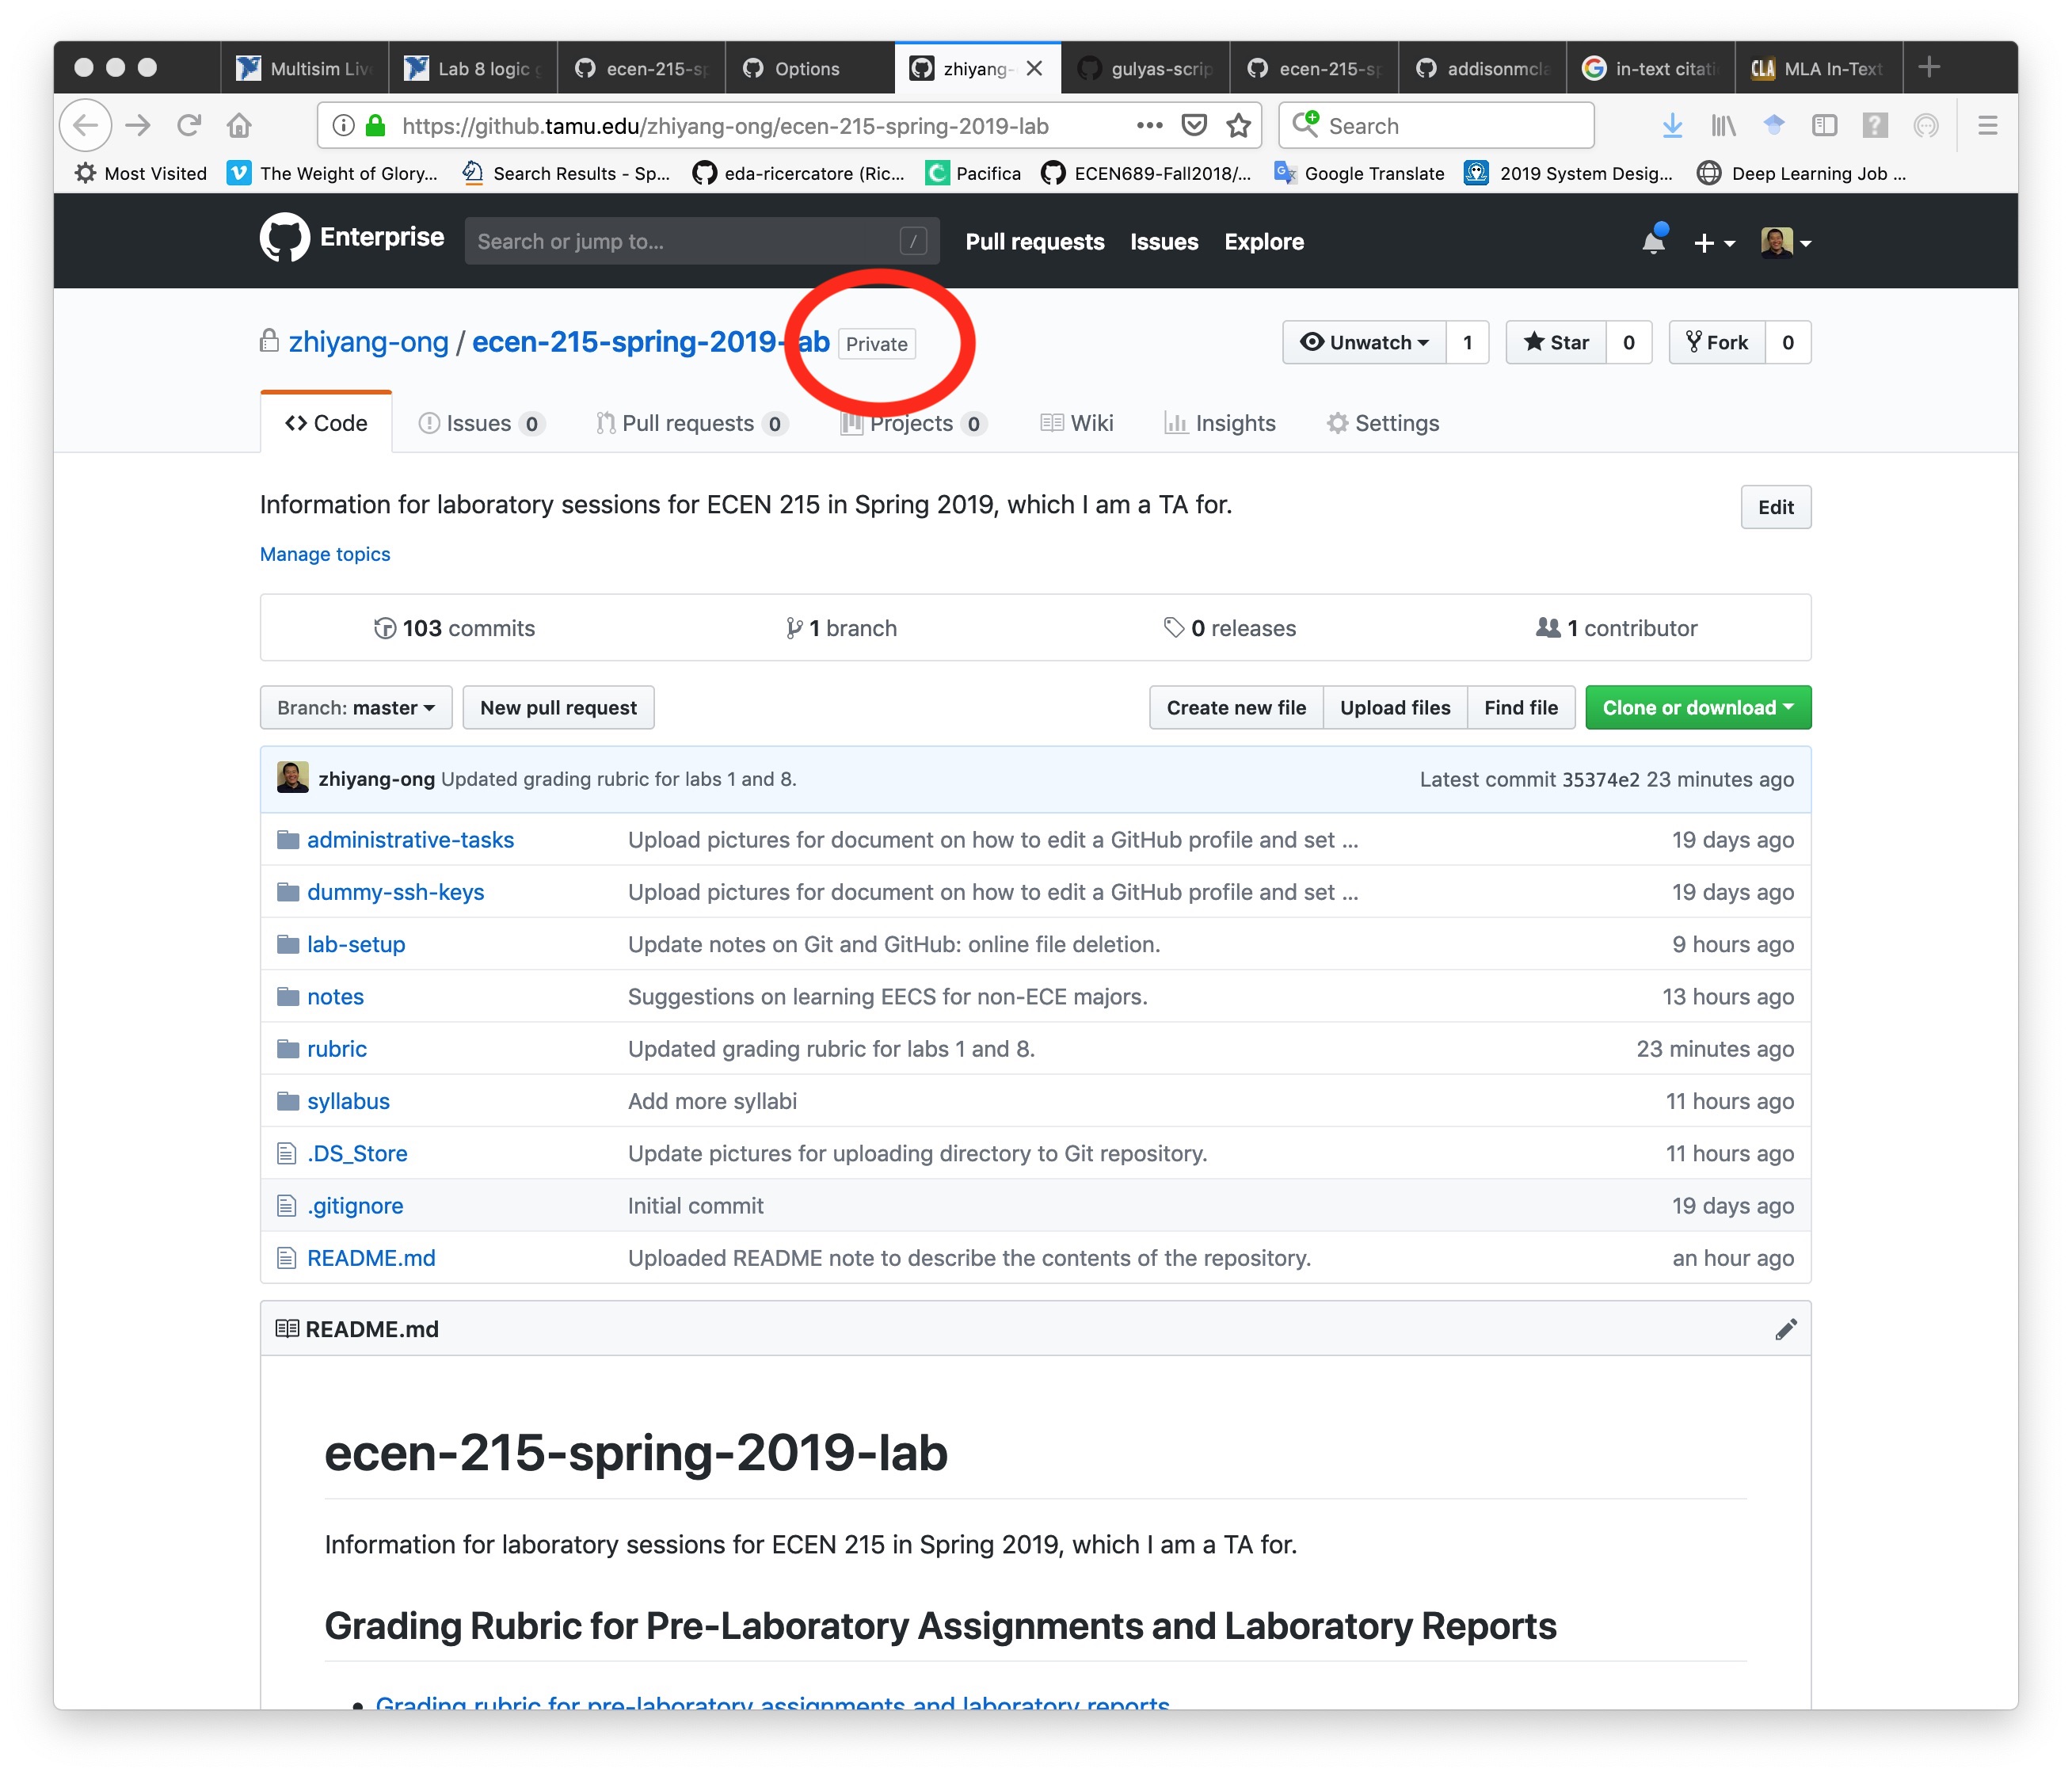 Multisim Liv
Lab 8 logic g
ecen-215-sp
Options
zhiyang-
gulyas-scrip
ecen-215-sp
addisonmcla
in-text citati
CLA MLA In-Text
https://github.tamu.edu/zhiyang-ong/ecen-215-spring-2019-lab
Search
Most Visited
The Weight of Glory...
Search Results - Sp...
eda-ricercatore (Ric...
Pacifica
ECEN689-Fall2018/...
Google Translate
2019 System Desig...
Deep Learning Job ...
Enterprise
Search or jump to... /
Pull requests Issues Explore
zhiyang-ong / ecen-215-spring-2019-lab Private
Unwatch 1 Star 0 Fork 0
Code Issues 0 Pull requests 0 Projects 0 Wiki Insights Settings
Information for laboratory sessions for ECEN 215 in Spring 2019, which I am a TA for. Edit
Manage topics
103 commits 1 branch 0 releases 1 contributor
Branch: master New pull request Create new file Upload files Find file Clone or download
zhiyang-ong Updated grading rubric for labs 1 and 8. Latest commit 35374e2 23 minutes ago
administrative-tasks Upload pictures for document on how to edit a GitHub profile and set ... 19 days ago
dummy-ssh-keys Upload pictures for document on how to edit a GitHub profile and set ... 19 days ago
lab-setup Update notes on Git and GitHub: online file deletion. 9 hours ago
notes Suggestions on learning EECS for non-ECE majors. 13 hours ago
rubric Updated grading rubric for labs 1 and 8. 23 minutes ago
syllabus Add more syllabi 11 hours ago
.DS_Store Update pictures for uploading directory to Git repository. 11 hours ago
.gitignore Initial commit 19 days ago
README.md Uploaded README note to describe the contents of the repository. an hour ago
README.md
ecen-215-spring-2019-lab
Information for laboratory sessions for ECEN 215 in Spring 2019, which I am a TA for.
Grading Rubric for Pre-Laboratory Assignments and Laboratory Reports
Grading rubric for pre-laboratory assignments and laboratory reports